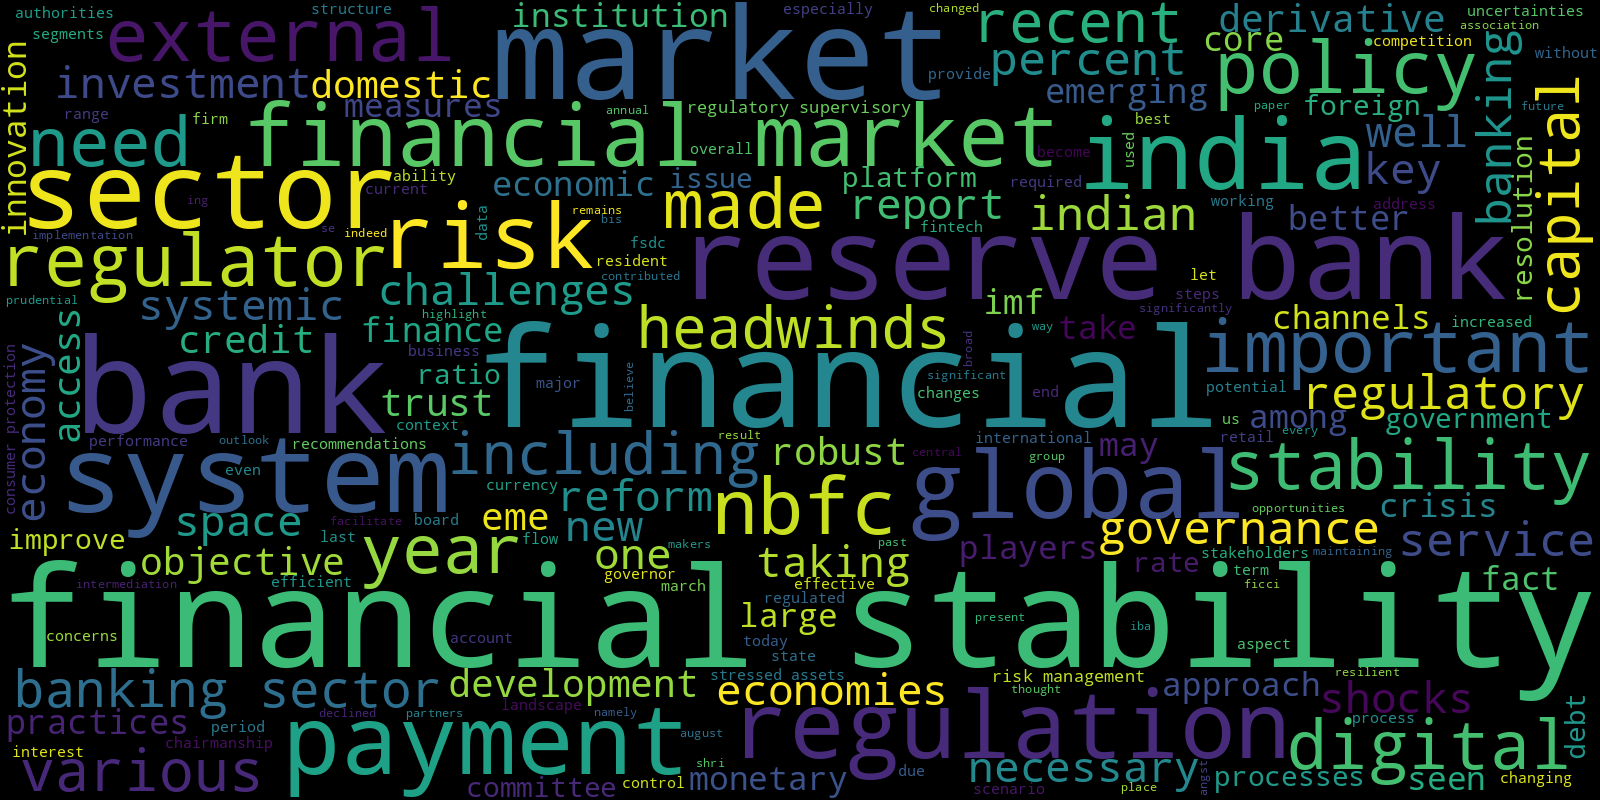 authorities
structure
especially
changed
uncertainties
segments
external
institution
market
recent
derivative
association
core
competition
without
innovation
investment
domestic
measures
provide
percent
emerging
policy
banking
capital
range
firm
annual
regulatory supervisory
paper
foreign
future
need
financial market
overall
best
used
india
well
key
become
sector
ability
current
economic
issue
platform
required
resolution
ing
risk
remains
made
report
indian
working
better
address
se
indeed
data
bis
fintech
implementation
regulator
fsdc
resident
reserve bank
contributed
let
prudential
systemic
challenges
imf
steps
significantly
highlight
headwinds
way
take
channels
increased
access
credit
finance
business
broad
important
economy
bank
ratio
major
believe
financial
significant
changes
end
potential
regulatory
consumer protection
trust
context
us
among
government
performance
outlook
recommendations
result
international
retail
every
even
system
including
robust
central
may
group
stability
currency
reform
nbfc
global
opportunities
crisis
space
facilitate
board
eme
new
governance
service
improve
last
flow
makers
past
players
stakeholders
maintaining
objective
year
one
taking
rate
intermediation
efficient
governor
march
effective
term
ficci
fact
regulated
financial stability
large
present
concerns
account
today
iba
aspect
state
banking sector
development
stressed assets
risk management
resilient
economies
thought
approach
shocks
practices
declined
partners
landscape
namely
period
payment
august
regulation
process
debt
interest
chairmanship
shri
digital
various
committee
control
monetary
due
necessary
scenario
angst
processes
seen
changing
place